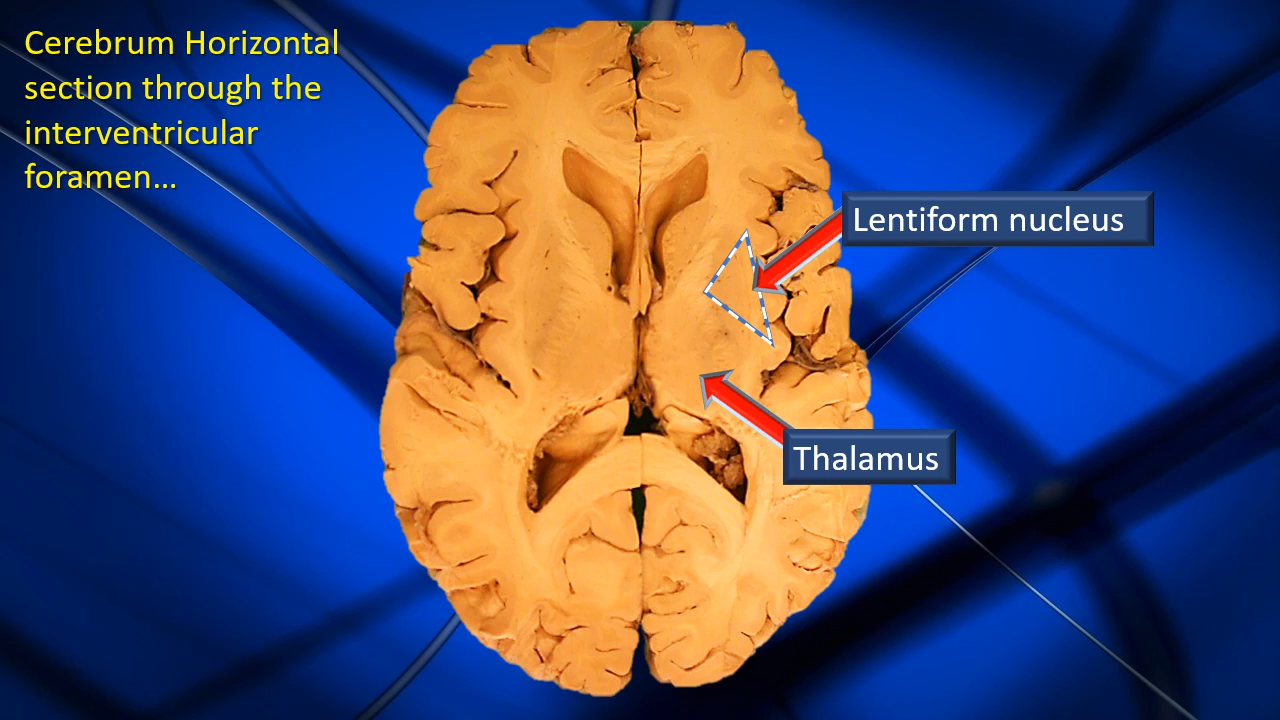 Cerebrum Horizontal
section through the
interventricular
foramen...
Lentiform nucleus
Thalamus